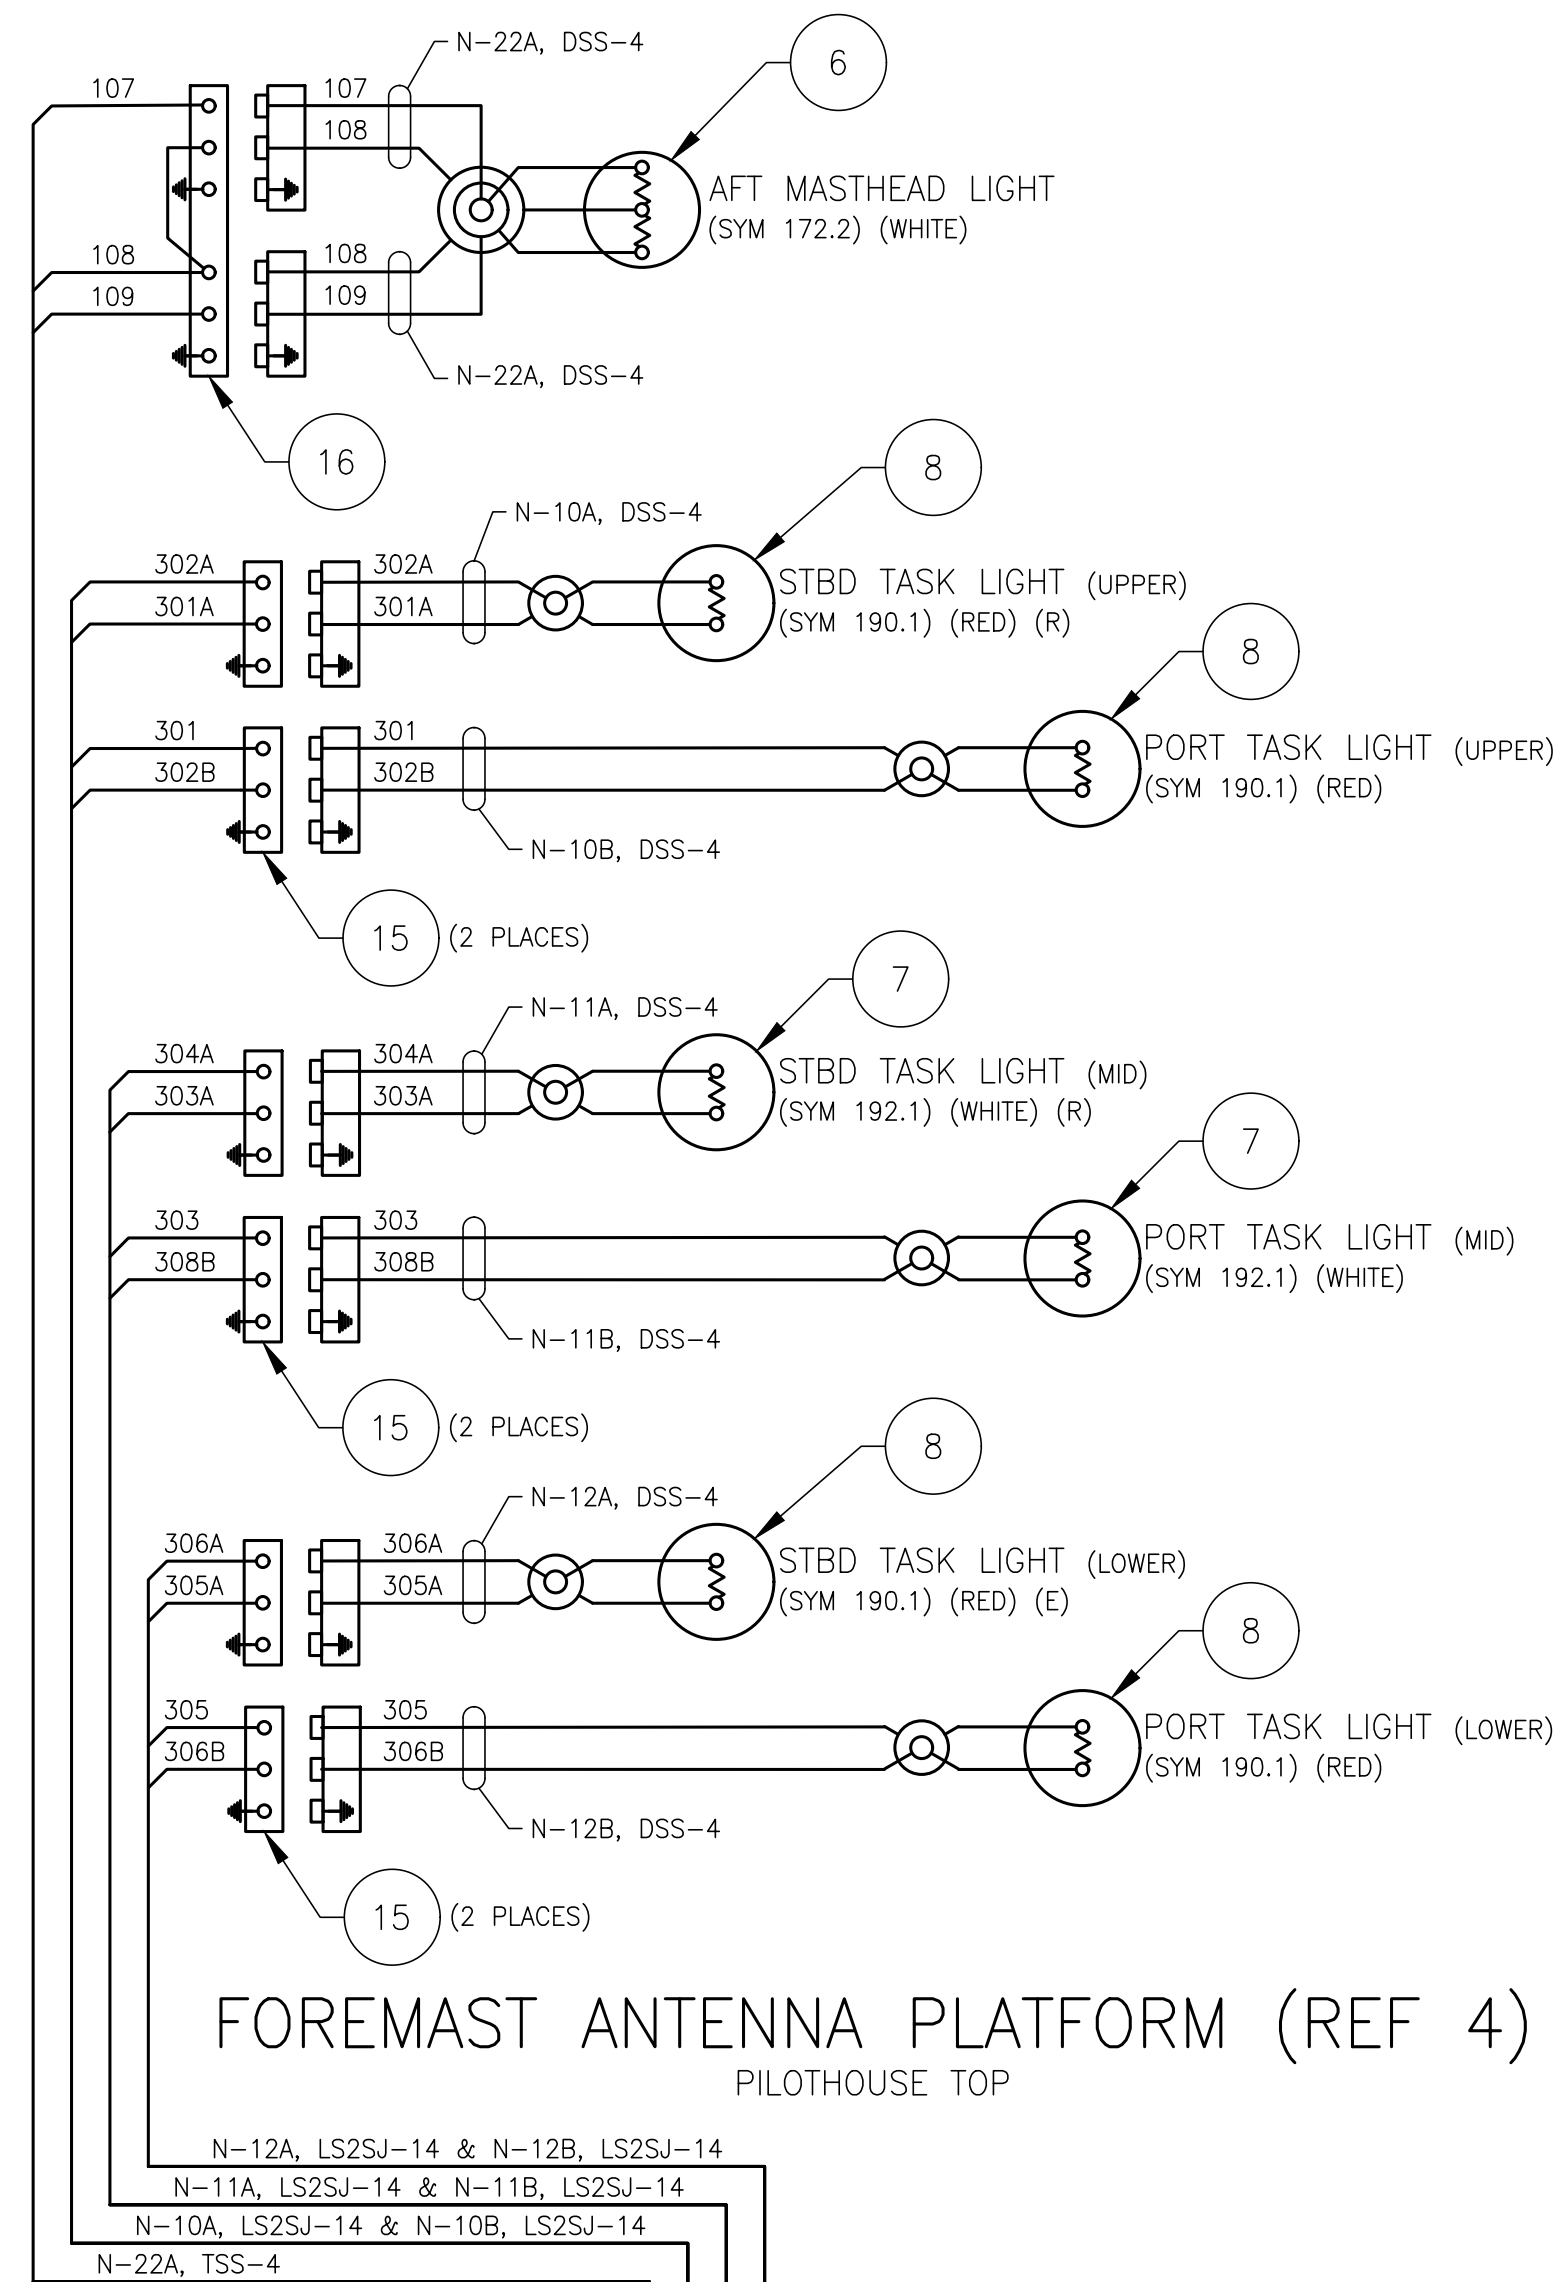 N-22A, DSS-4
6
107
107
108
AFT MASTHEAD LIGHT
(SYM 172.2) (WHITE)
108
108
109
109
N-22A, DSS-4
16
8
N-10A, DSS-4
302A
302A
STBD TASK LIGHT (UPPER)
301A
301A
(SYM 190.1) (RED) (R)
8
301
301
PORT TASK LIGHT (UPPER)
302B
302B
(SYM 190.1) (RED)
N-10B, DSS-4
15 (2 PLACES)
7
N-11A, DSS-4
304A
304A
STBD TASK LIGHT (MID)
303A
303A
(SYM 192.1) (WHITE) (R)
7
303
303
PORT TASK LIGHT (MID)
308B
308B
(SYM 192.1) (WHITE)
N-11B, DSS-4
15 (2 PLACES)
8
N-12A, DSS-4
306A
306A
STBD TASK LIGHT (LOWER)
305A
305A
(SYM 190.1) (RED) (E)
8
305
305
PORT TASK LIGHT (LOWER)
306B
306B
(SYM 190.1) (RED)
N-12B, DSS-4
15 (2 PLACES)
FOREMAST ANTENNA PLATFORM (REF 4)
PILOTHOUSE TOP
N-12A, LS2SJ-14 & N-12B, LS2SJ-14
N-11A, LS2SJ-14 & N-11B, LS2SJ-14
N-10A, LS2SJ-14 & N-10B, LS2SJ-14
N-22A, TSS-4